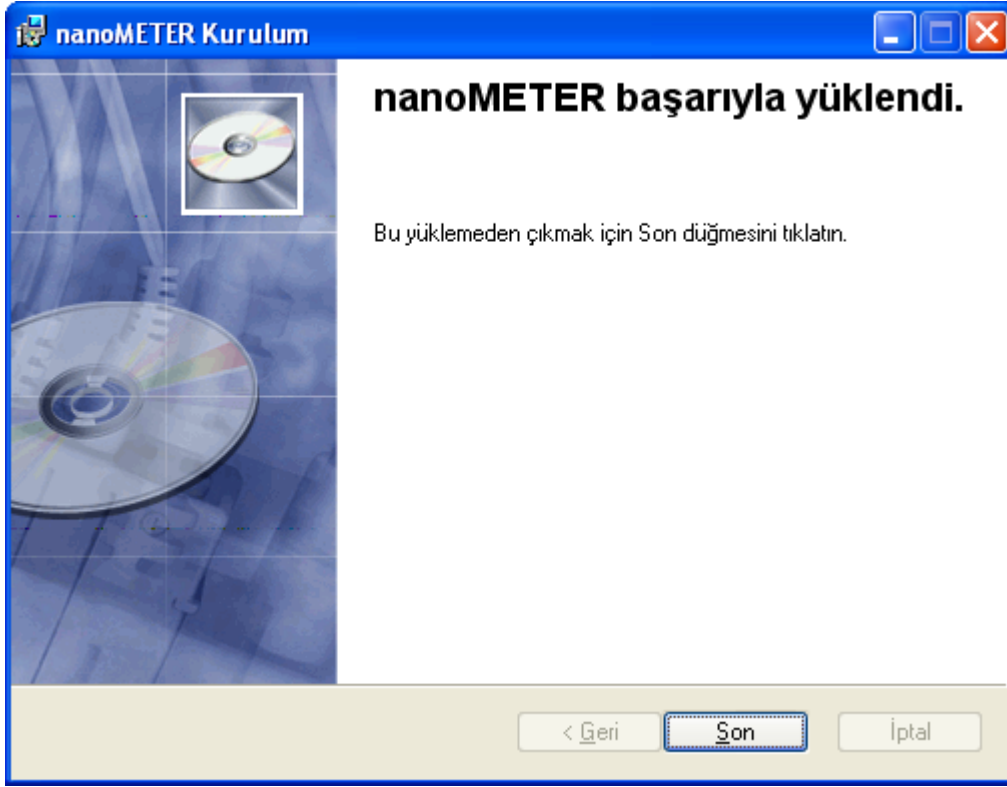 nanoMETER Kurulum
nanoMETER başarıyla yüklendi.
Bu yüklemeden çıkmak için Son düğmesini tıklatın.
< Geri
Son
İptal